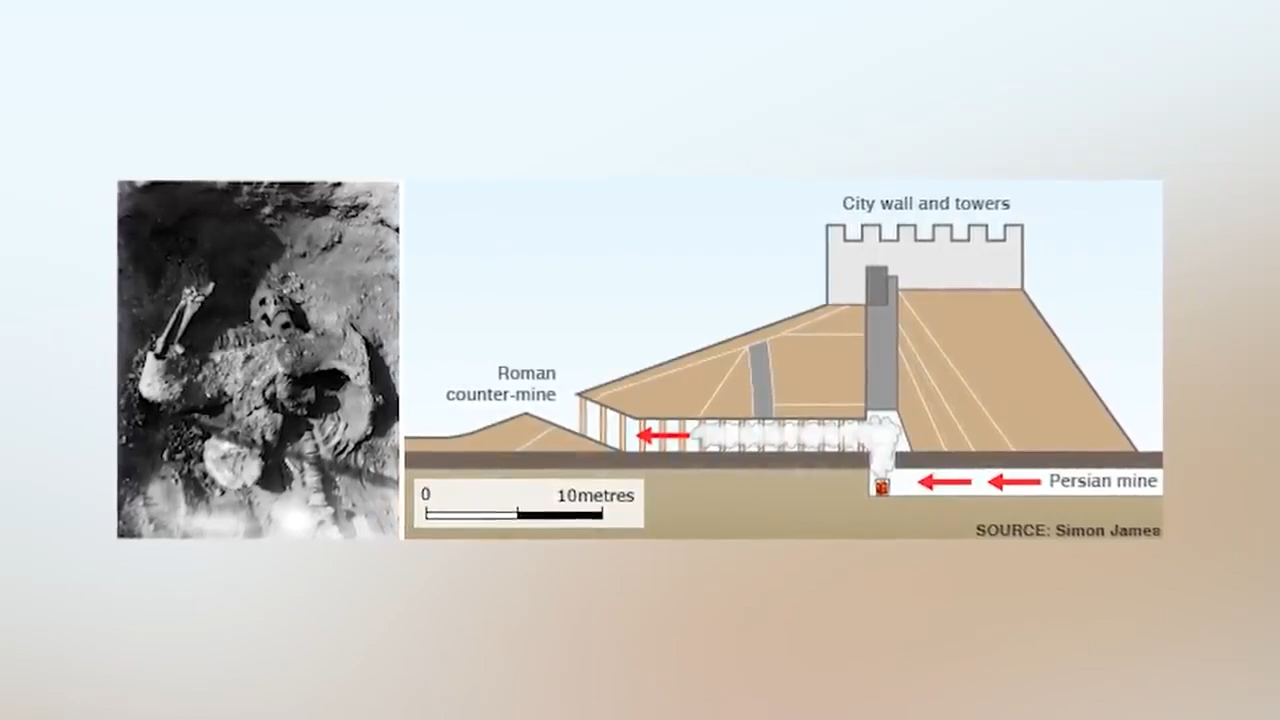 City wall and towers
Roman
counter-mine
Persian mine
0 10metres
SOURCE: Simon James